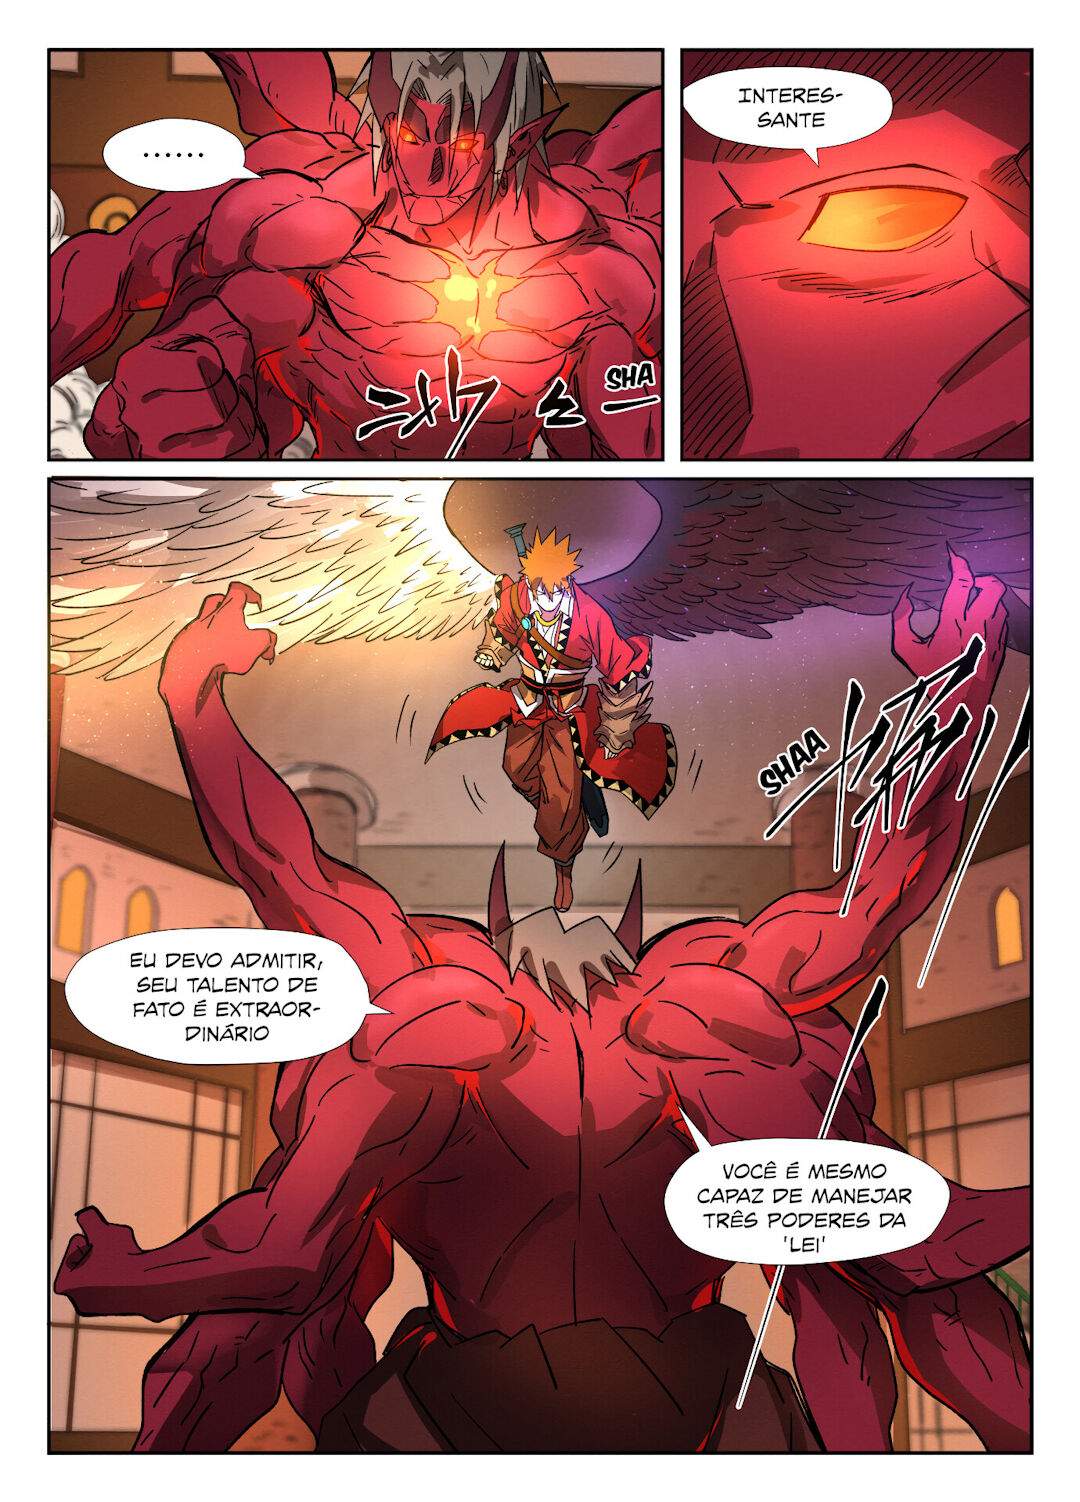 ......
INTERES-
SANTE
SHA
SHAA
EU DEVO ADMITIR,
SEU TALENTO DE
FATO É EXTRAOR-
DINÁRIO
VOCÊ É MESMO
CAPAZ DE MANEJAR
TRÊS PODERES DA
'LEI'